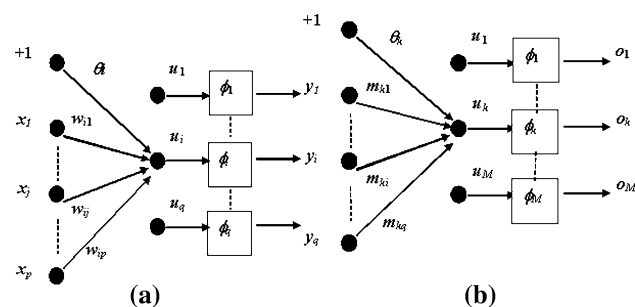 +1
θi
x1
wi1
xj
wij
xp
wip
u1
ϕ1
y1
ui
ϕi
yi
uq
yq
(a)
+1
θk
mk1
mki
mkq
u1
ϕ1
o1
uk
ϕk
ok
uM
ϕM
oM
(b)